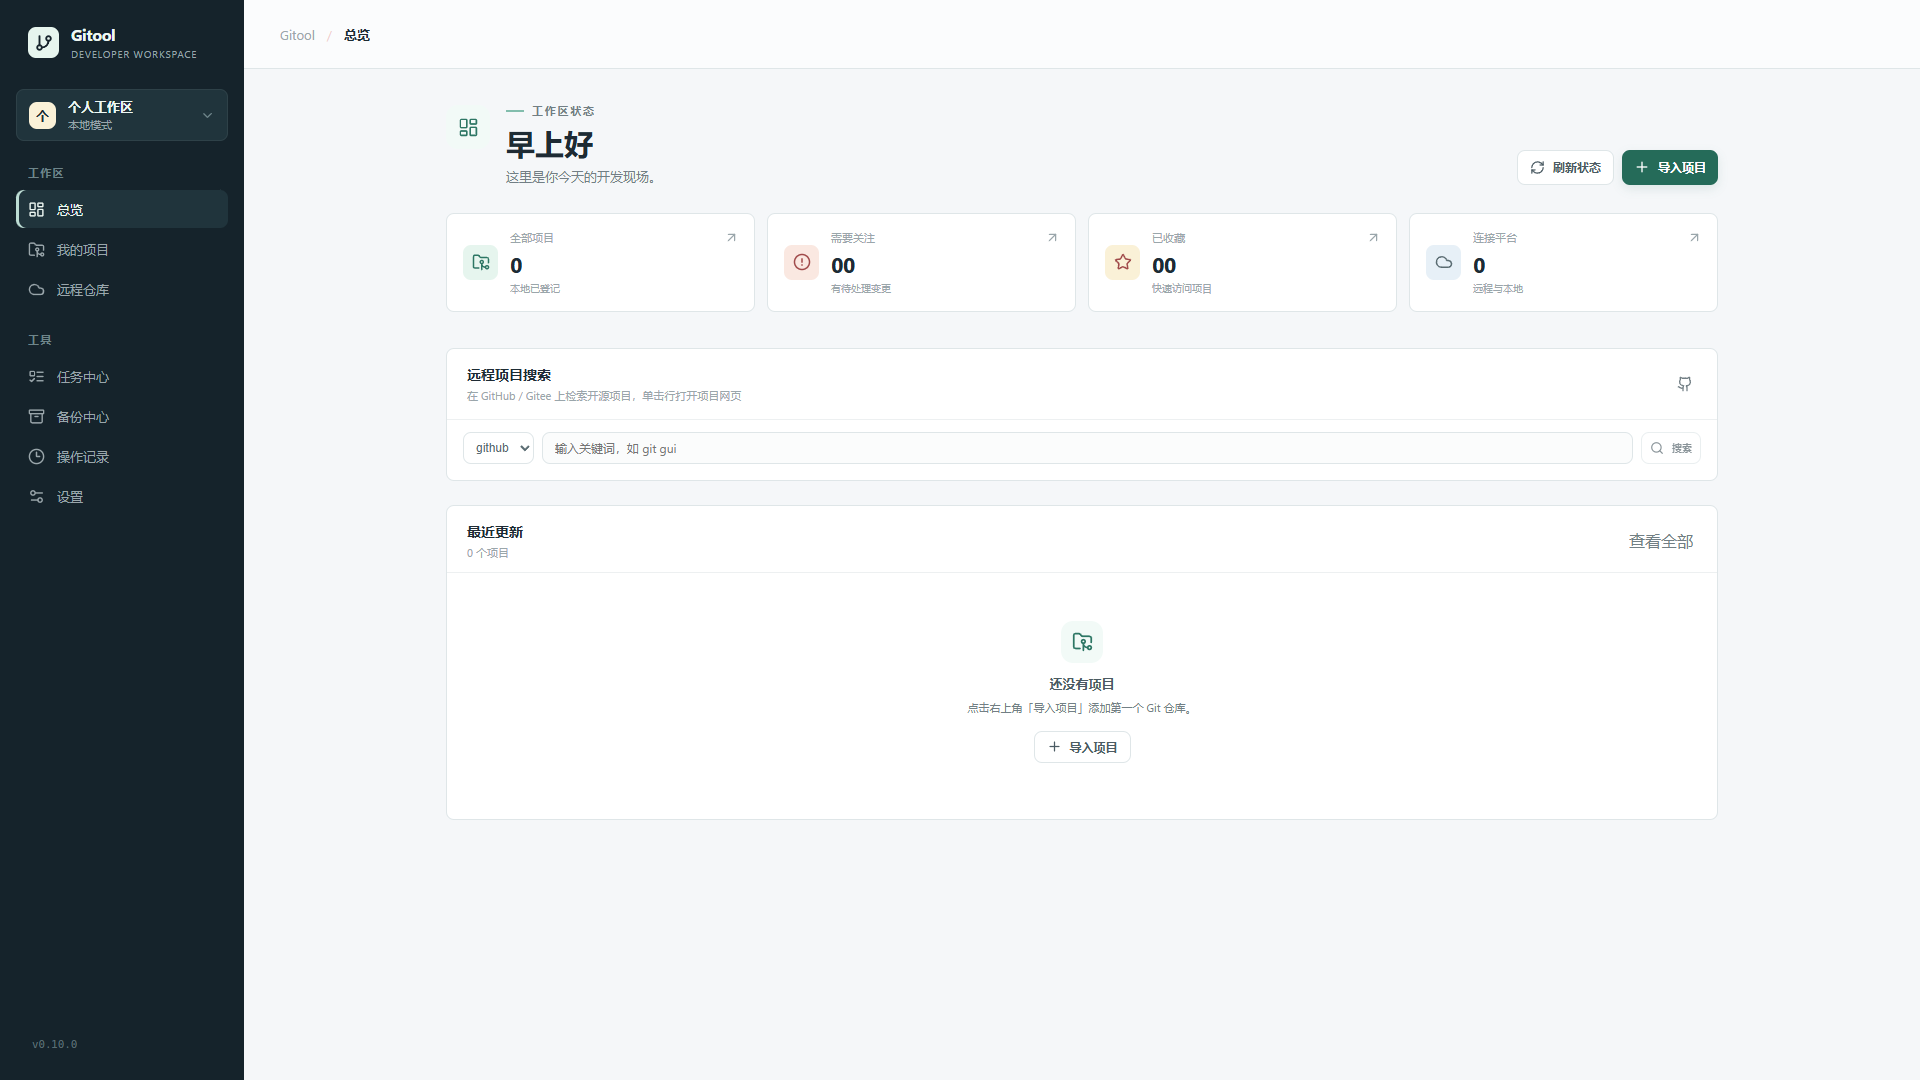 Gitool
DEVELOPER WORKSPACE
个
个人工作区
本地模式
工作区
总览
我的项目
远程仓库
工具
任务中心
备份中心
操作记录
设置
v0.10.0
Gitool / 总览
工作区状态
早上好
这里是你今天的开发现场。
刷新状态
导入项目
全部项目
0
本地已登记
需要关注
00
有待处理变更
已收藏
00
快速访问项目
连接平台
0
远程与本地
远程项目搜索
在 GitHub / Gitee 上检索开源项目，单击行打开项目网页
github
输入关键词，如 git gui
搜索
最近更新
0 个项目
查看全部
还没有项目
点击右上角「导入项目」添加第一个 Git 仓库。
导入项目